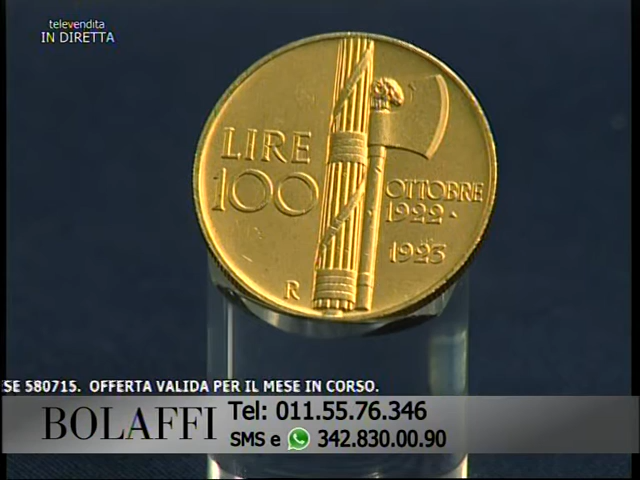 televendita
IN DIRETTA
LIRE
100
OTTOBRE
1922 ·
1923
R
SE 580715. OFFERTA VALIDA PER IL MESE IN CORSO.
BOLAFFI
Tel: 011.55.76.346
SMS e 342.830.00.90